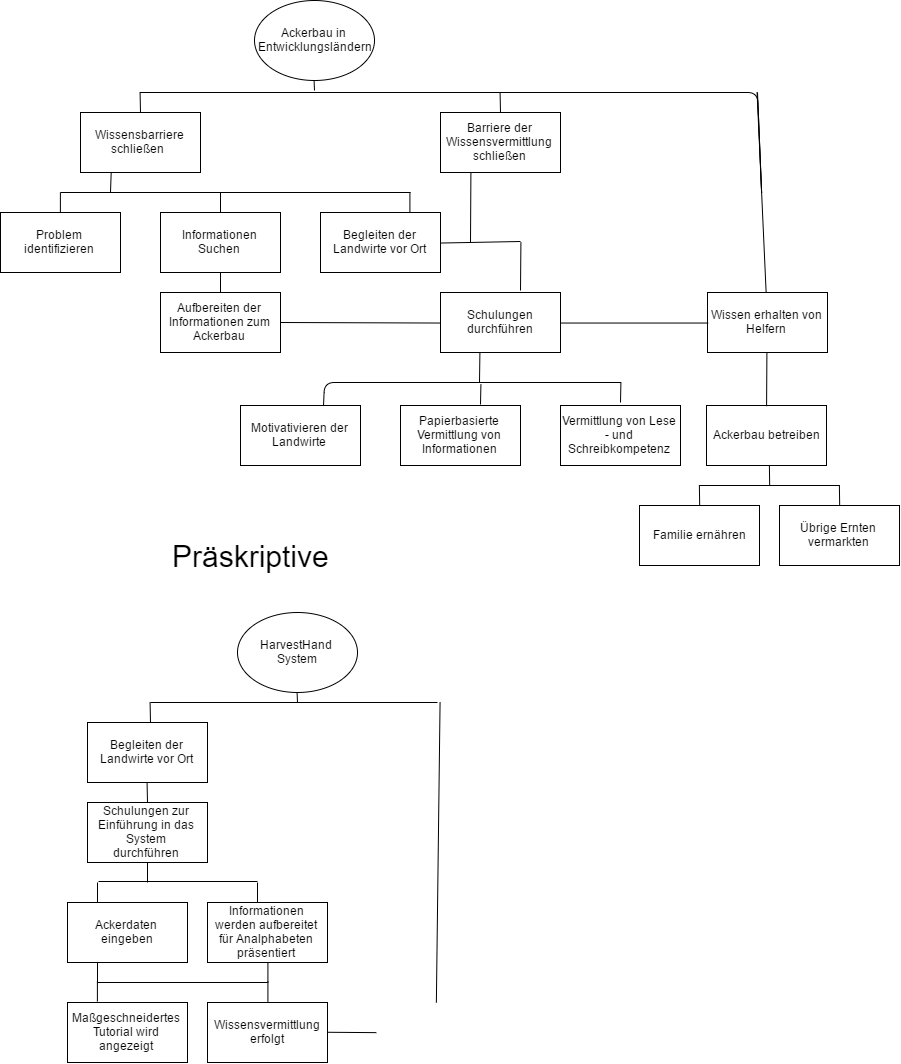 Ackerbau in
Entwicklungsländern
Wissensbarriere
schließen
Barriere der
Wissensvermittlung
schließen
Problem
identifizieren
Informationen
Suchen
Begleiten der
Landwirte vor Ort
Aufbereiten der
Informationen zum
Ackerbau
Schulungen
durchführen
Wissen erhalten von
Helfern
Motivativieren der
Landwirte
Papierbasierte
Vermittlung von
Informationen
Vermittlung von Lese
- und
Schreibkompetenz
Ackerbau betreiben
Familie ernähren
Übrige Ernten
vermarkten
Präskriptive
HarvestHand
System
Begleiten der
Landwirte vor Ort
Schulungen zur
Einführung in das
System
durchführen
Ackerdaten
eingeben
Informationen
werden aufbereitet
für Analphabeten
präsentiert
Maßgeschneidertes
Tutorial wird
angezeigt
Wissensvermittlung
erfolgt